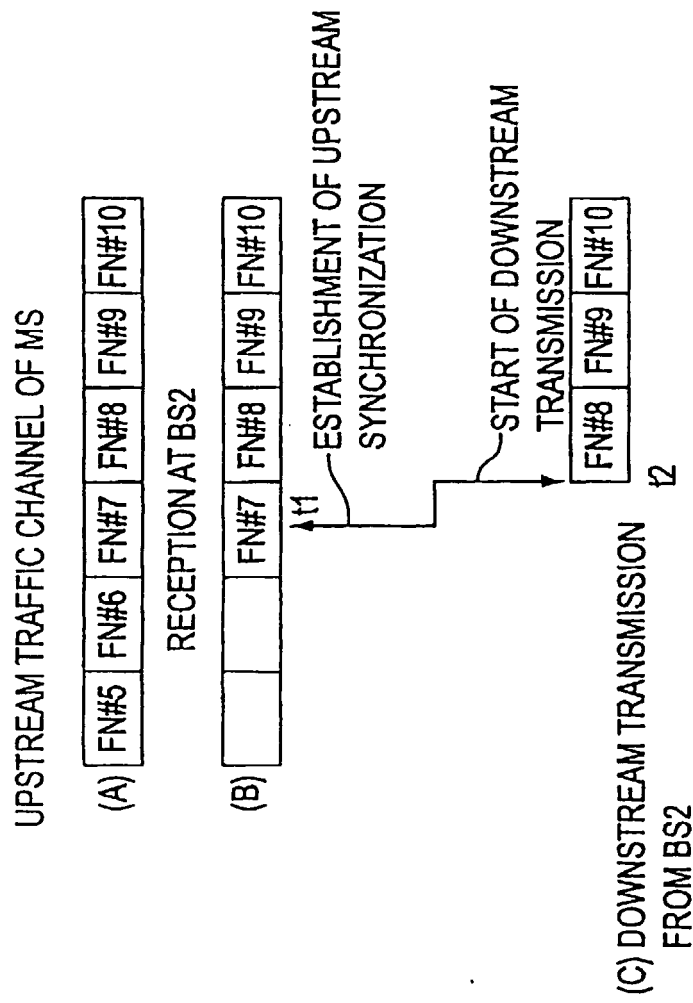 UPSTREAM TRAFFIC CHANNEL OF MS
(A) FN#5 FN#6 FN#7 FN#8 FN#9 FN#10
RECEPTION AT BS2
(B) FN#7 FN#8 FN#9 FN#10
t1
ESTABLISHMENT OF UPSTREAM
SYNCHRONIZATION
START OF DOWNSTREAM
TRANSMISSION
FN#8 FN#9 FN#10
t2
(C) DOWNSTREAM TRANSMISSION
FROM BS2